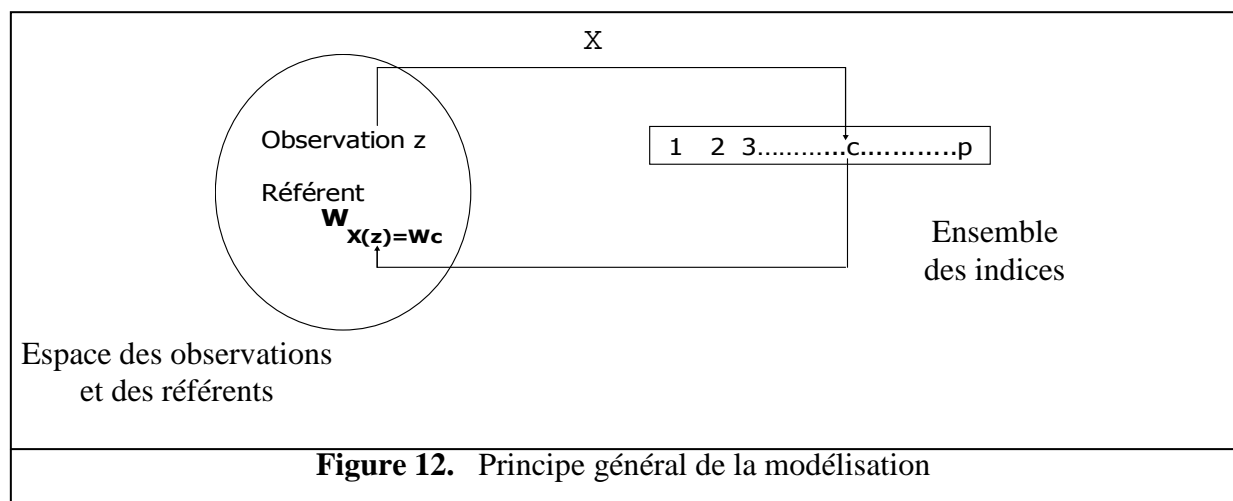 X
Observation z
1 2 3..............c............p
Référent
W
X(z)=Wc
Ensemble
des indices
Espace des observations
et des référents
Figure 12. Principe général de la modélisation